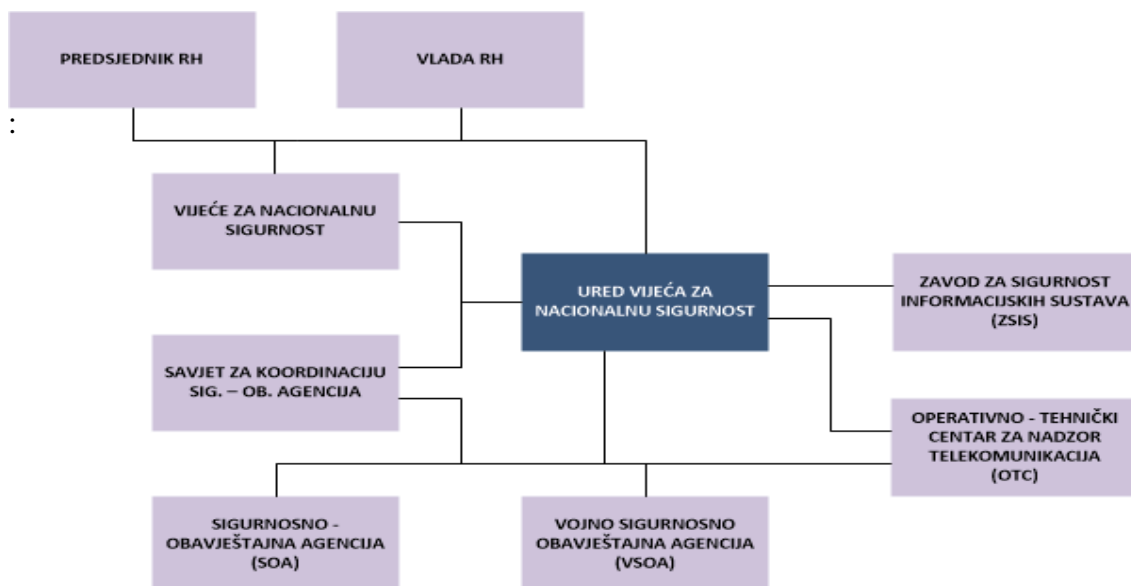 PREDSJEDNIK RH
VLADA RH
:
VIJEĆE ZA NACIONALNU
SIGURNOST
URED VIJEĆA ZA
NACIONALNU SIGURNOST
ZAVOD ZA SIGURNOST
INFORMACIJSKIH SUSTAVA
(ZSIS)
SAVJET ZA KOORDINACIJU
SIG. – OB. AGENCIJA
OPERATIVNO - TEHNIČKI
CENTAR ZA NADZOR
TELEKOMUNIKACIJA
(OTC)
SIGURNOSNO -
OBAVJEŠTAJNA AGENCIJA
(SOA)
VOJNO SIGURNOSNO
OBAVJEŠTAJNA AGENCIJA
(VSOA)